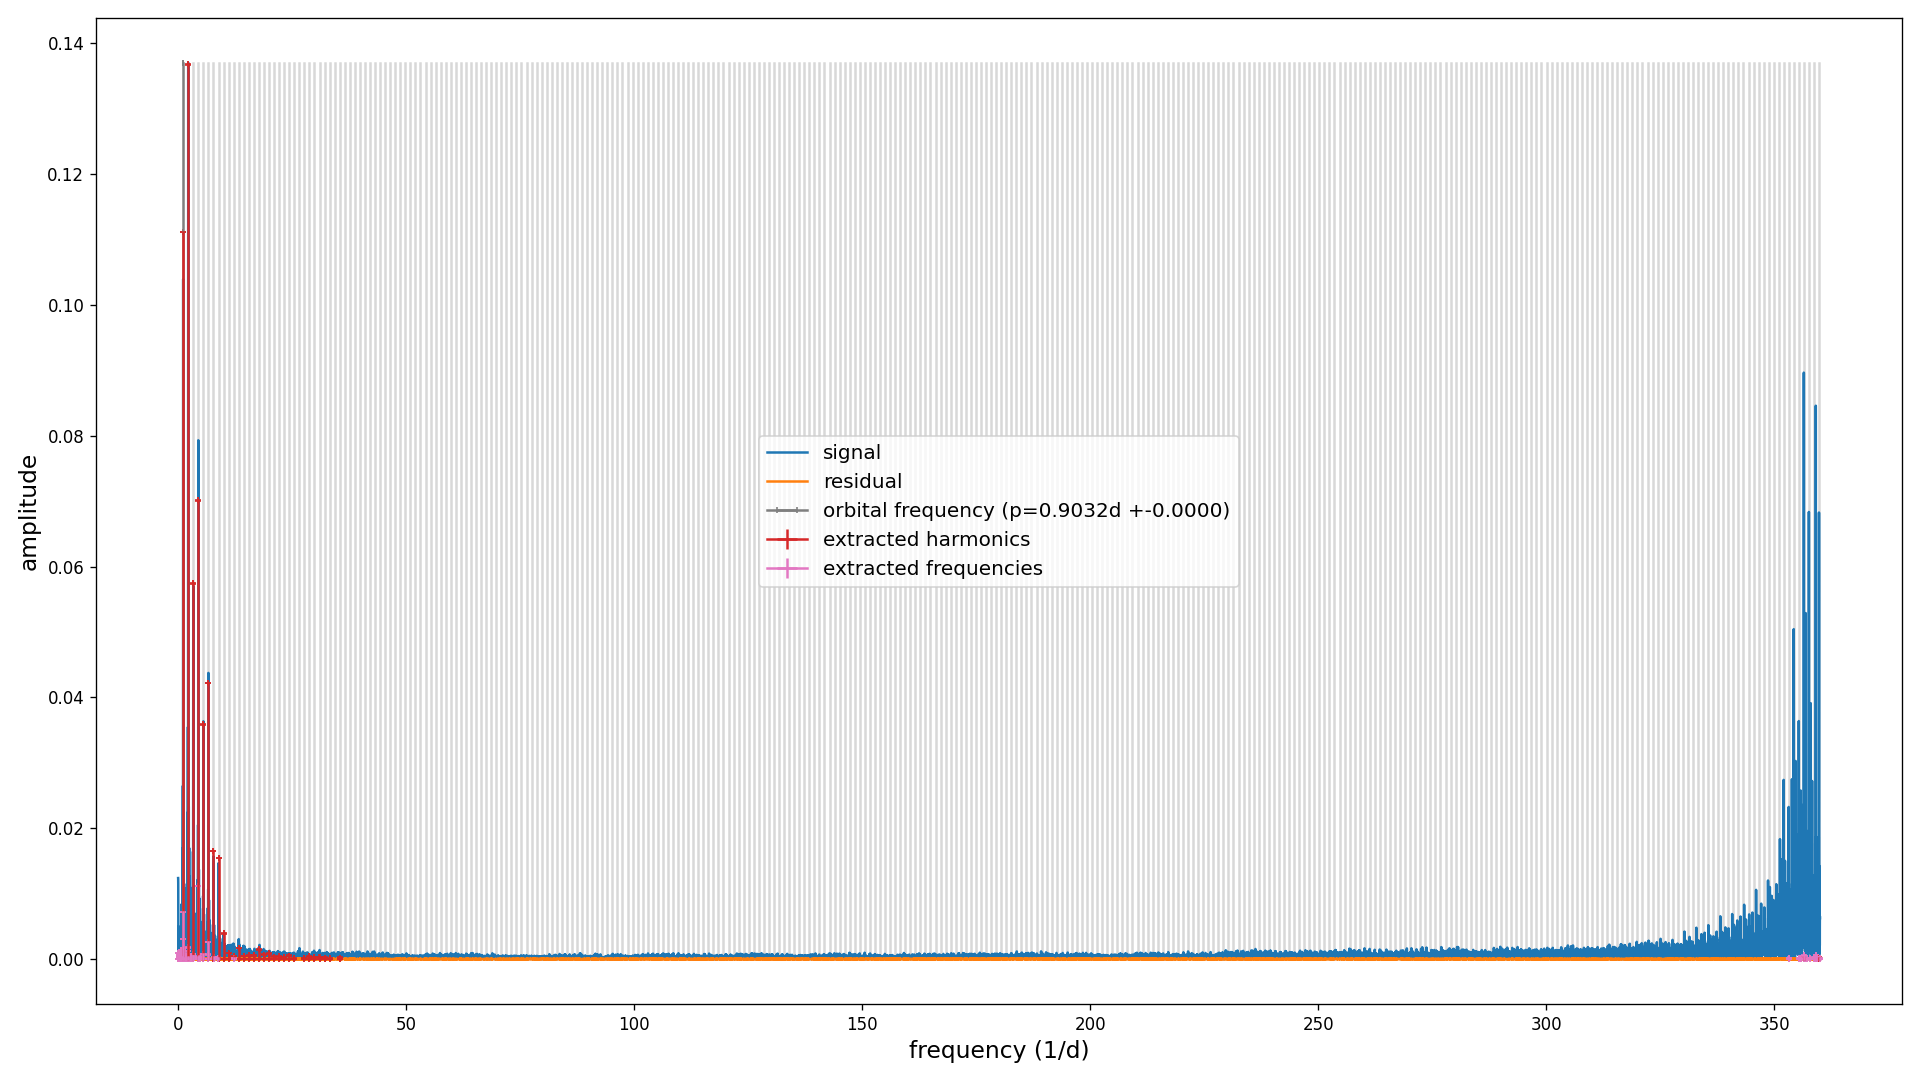 0.14
0.12
0.10
0.08
0.06
0.04
0.02
0.00
amplitude
signal
residual
orbital frequency (p=0.9032d +-0.0000)
extracted harmonics
extracted frequencies
0 50 100 150 200 250 300 350
frequency (1/d)